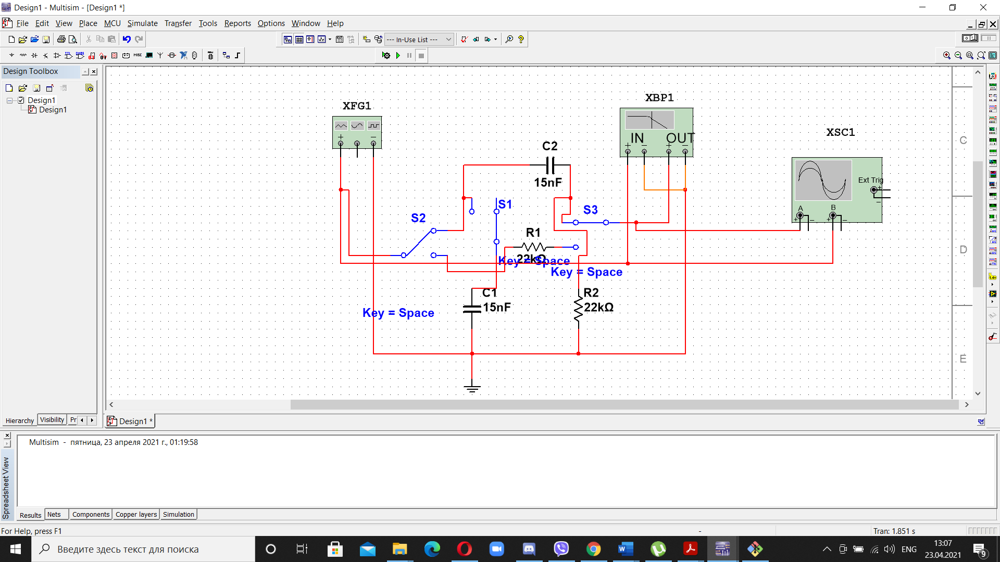 Design1 - Multisim - [Design1 *]
File Edit View Place MCU Simulate Transfer Tools Reports Options Window Help
--- In-Use List ---
MISC
Design Toolbox
Design1
Design1
XFG1
XBP1
IN OUT
XSC1
Ext Trig
A B
C2
15nF
S1
S2
S3
R1
22kΩ
Key = Space
Key = Space
Key = Space
C1
15nF
R2
22kΩ
C
D
E
Hierarchy Visibility Pr
Design1 *
Multisim - пятница, 23 апреля 2021 г., 01:19:58
Spreadsheet View
Results Nets Components Copper layers Simulation
For Help, press F1
-
Tran: 1.851 s
Введите здесь текст для поиска
ENG
13:07
23.04.2021
9